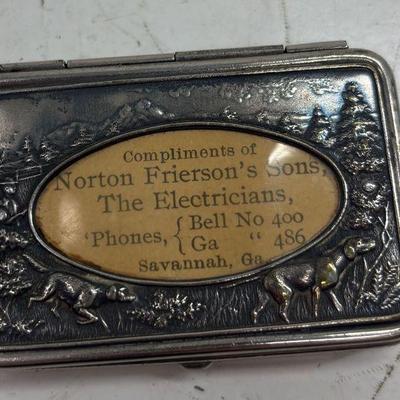 Compliments of
Norton Frierson's Sons,
The Electricians,
'Phones, { Bell No 400
Ga " 486
Savannah, Ga.